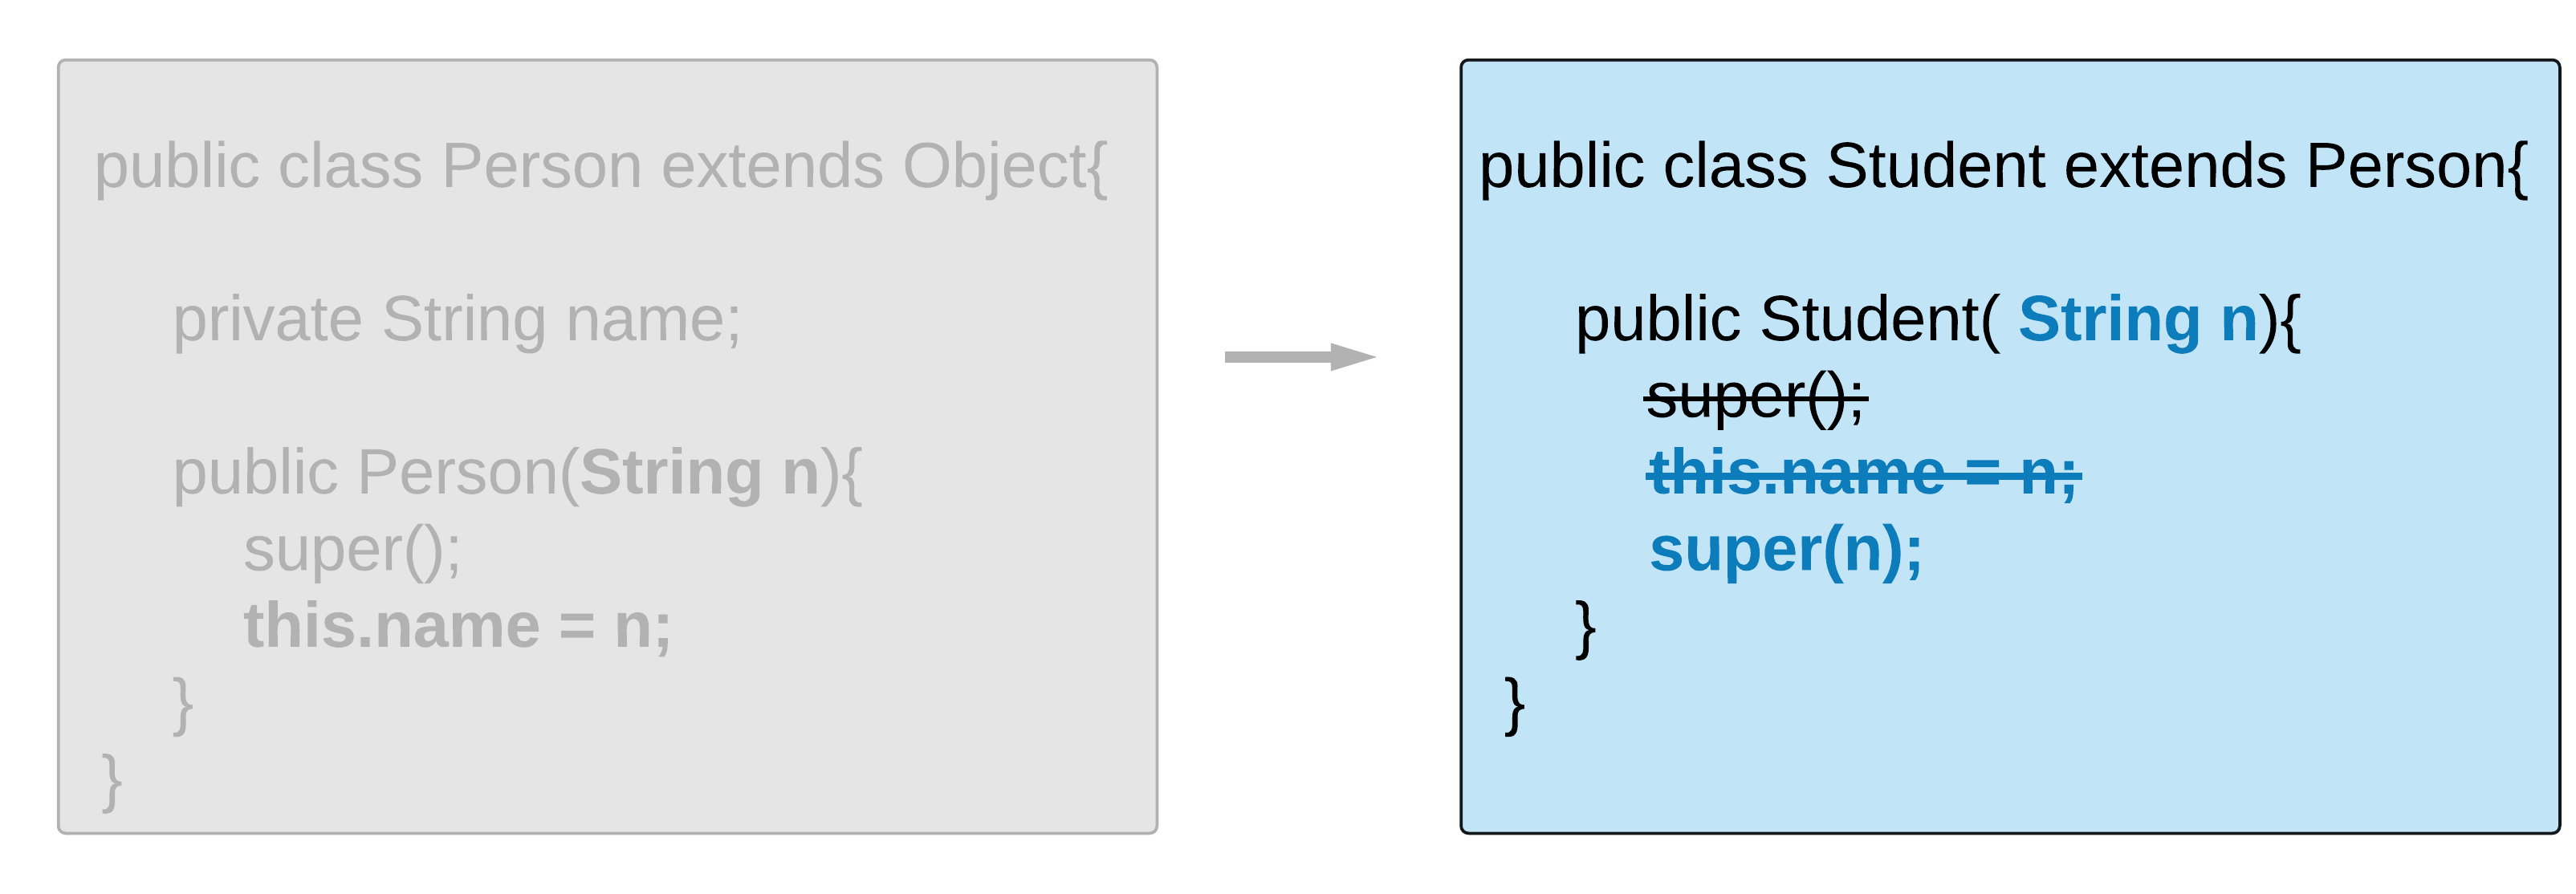 public class Person extends Object{
private String name;
public Person(String n){
super();
this.name = n;
}
}
public class Student extends Person{
public Student( String n){
super();
this.name = n;
super(n);
}
}